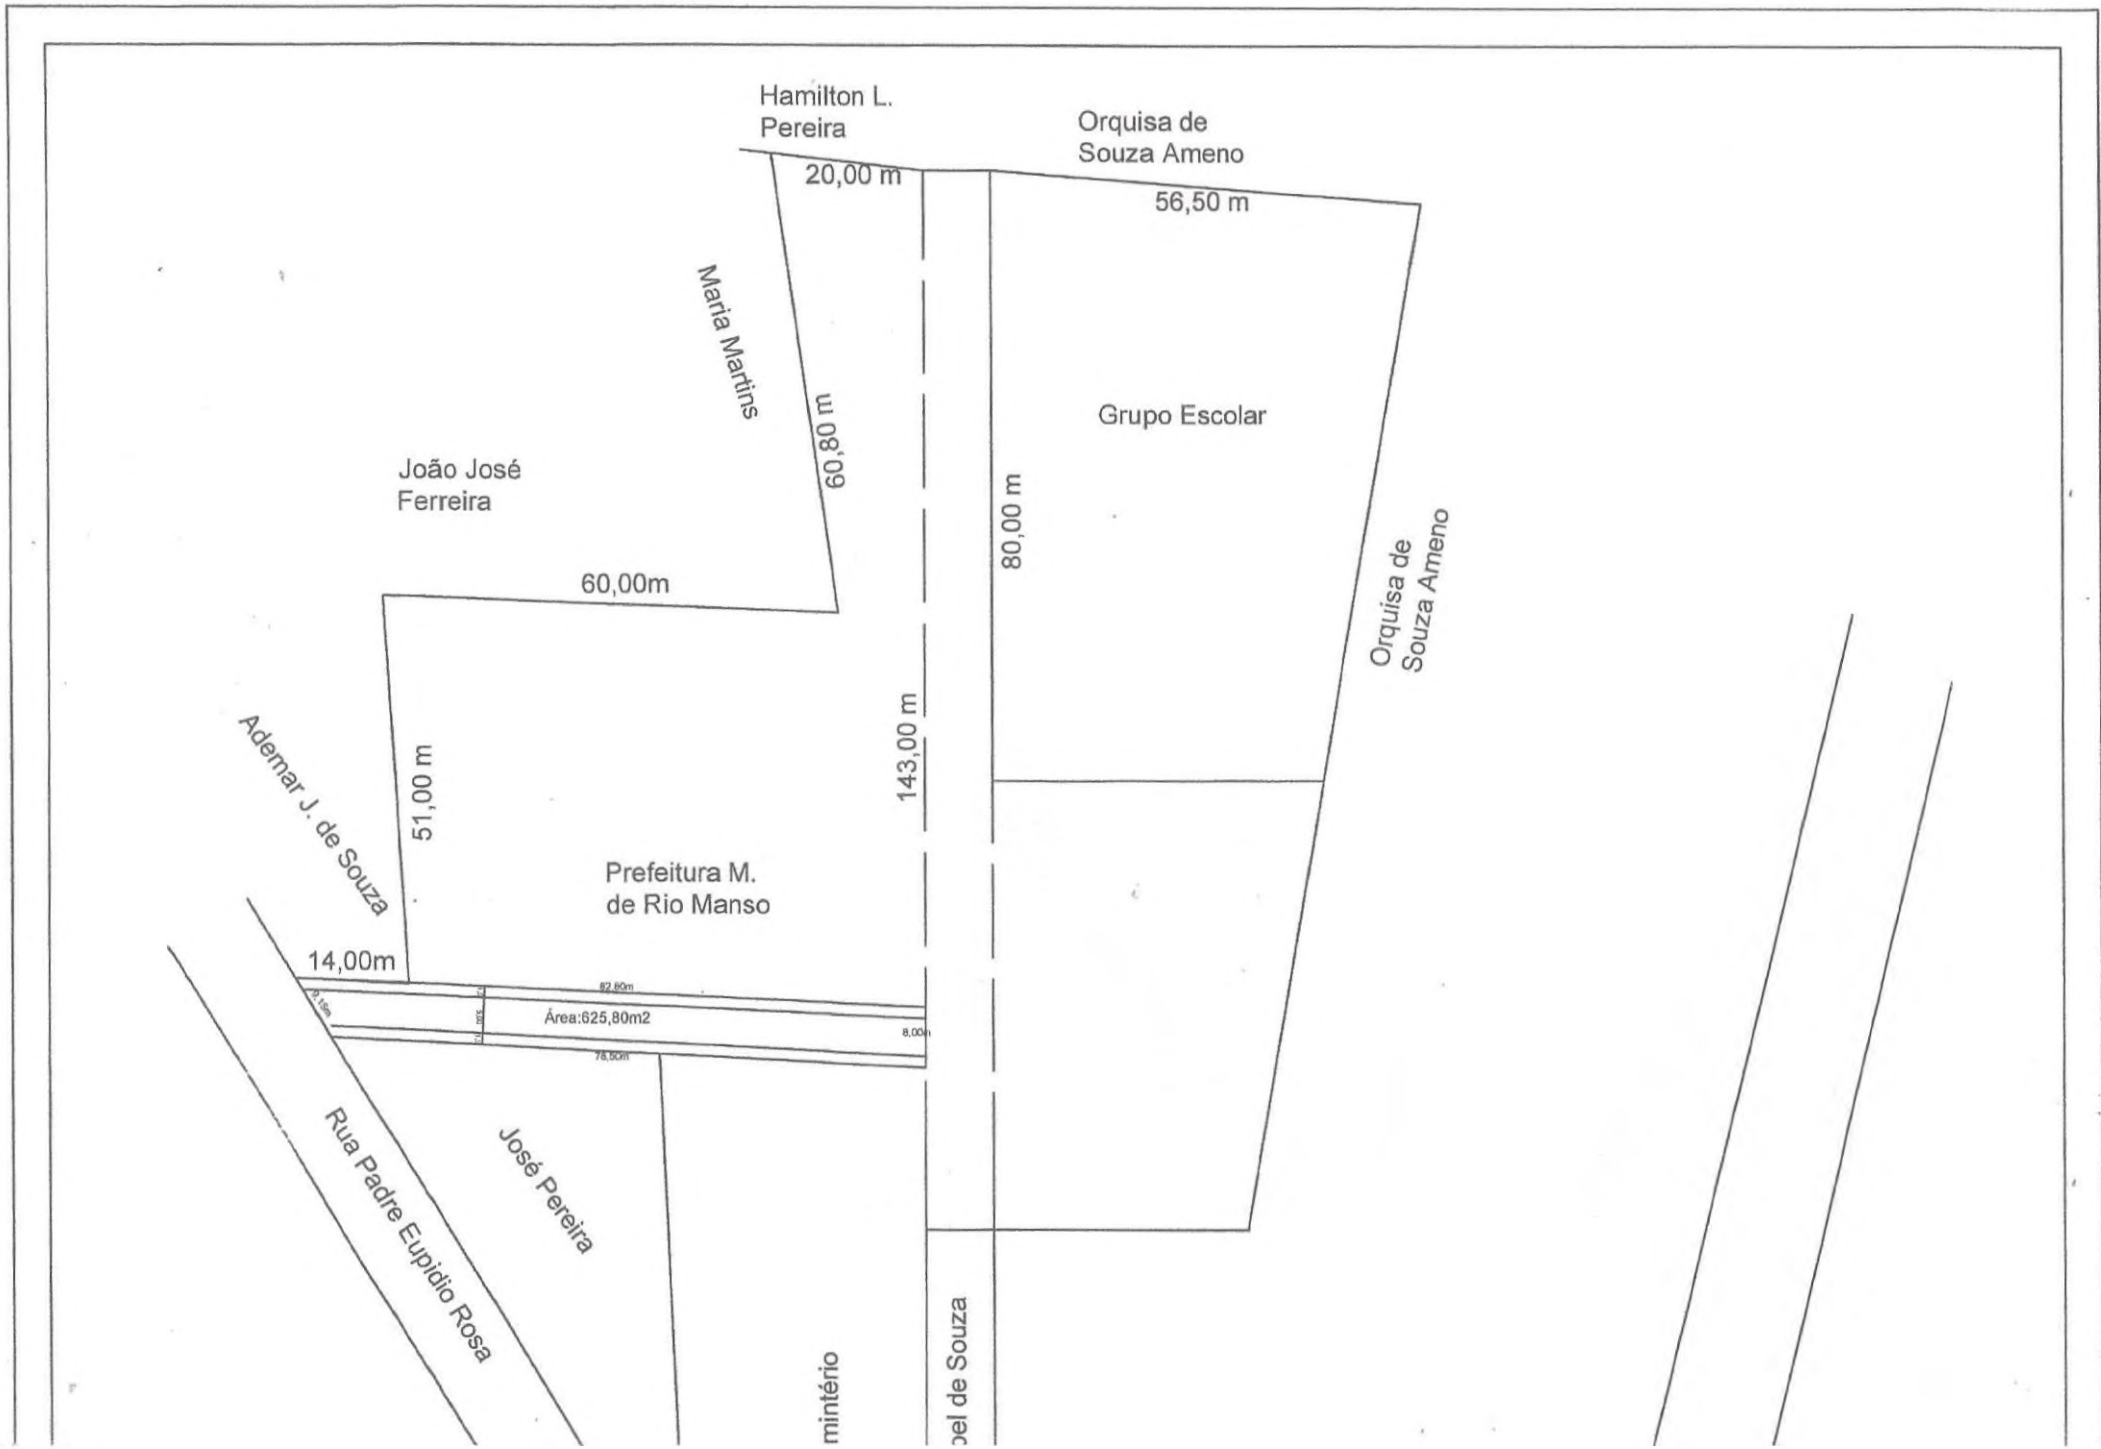 Hamilton L.
Pereira
20,00 m
Orquisa de
Souza Ameno
56,50 m
Maria Martins
60,80 m
Grupo Escolar
João José
Ferreira
80,00 m
60,00m
Orquisa de
Souza Ameno
143,00 m
Ademar J. de Souza
51,00 m
Prefeitura M.
de Rio Manso
14,00m
82,80m
9,15m
Área:625,80m2
8,00m
78,50m
Rua Padre Eupidio Rosa
José Pereira
mintério
bel de Souza